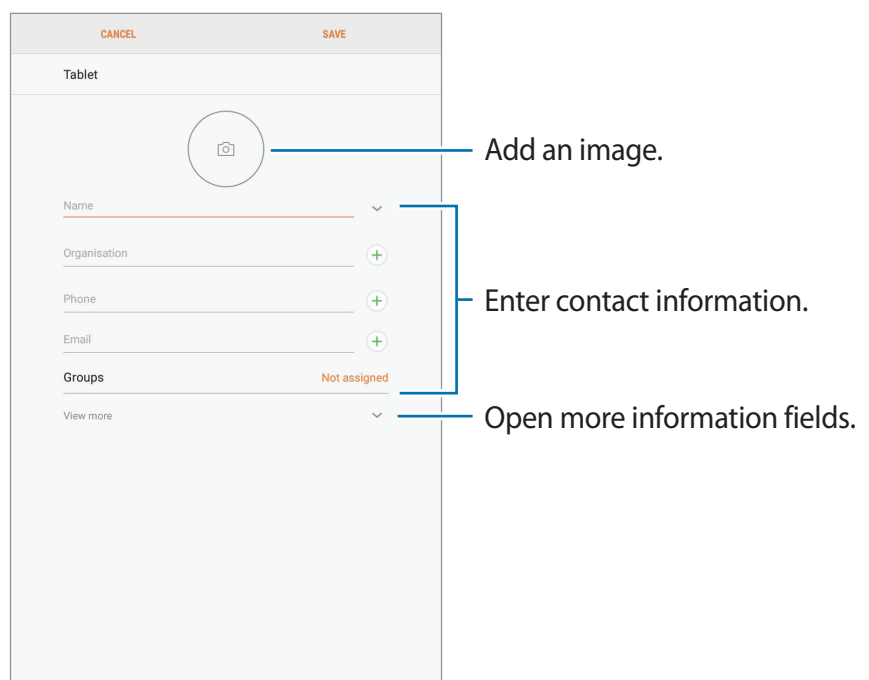 CANCEL SAVE
Tablet
Add an image.
Name
Organisation
Phone
Enter contact information.
Email
Groups Not assigned
View more
Open more information fields.